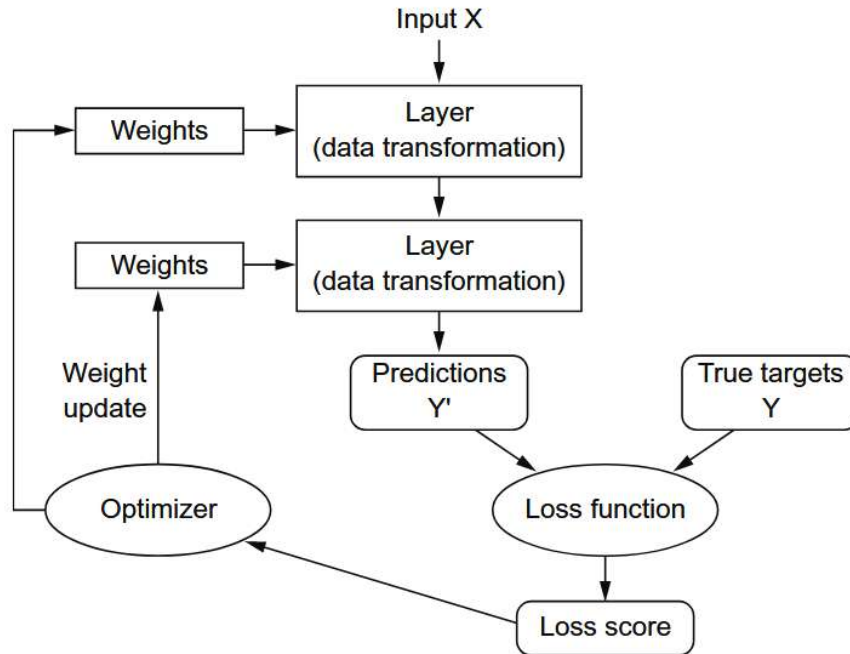 Input X
Weights
Layer
(data transformation)
Weights
Layer
(data transformation)
Weight
update
Predictions
Y'
True targets
Y
Optimizer
Loss function
Loss score